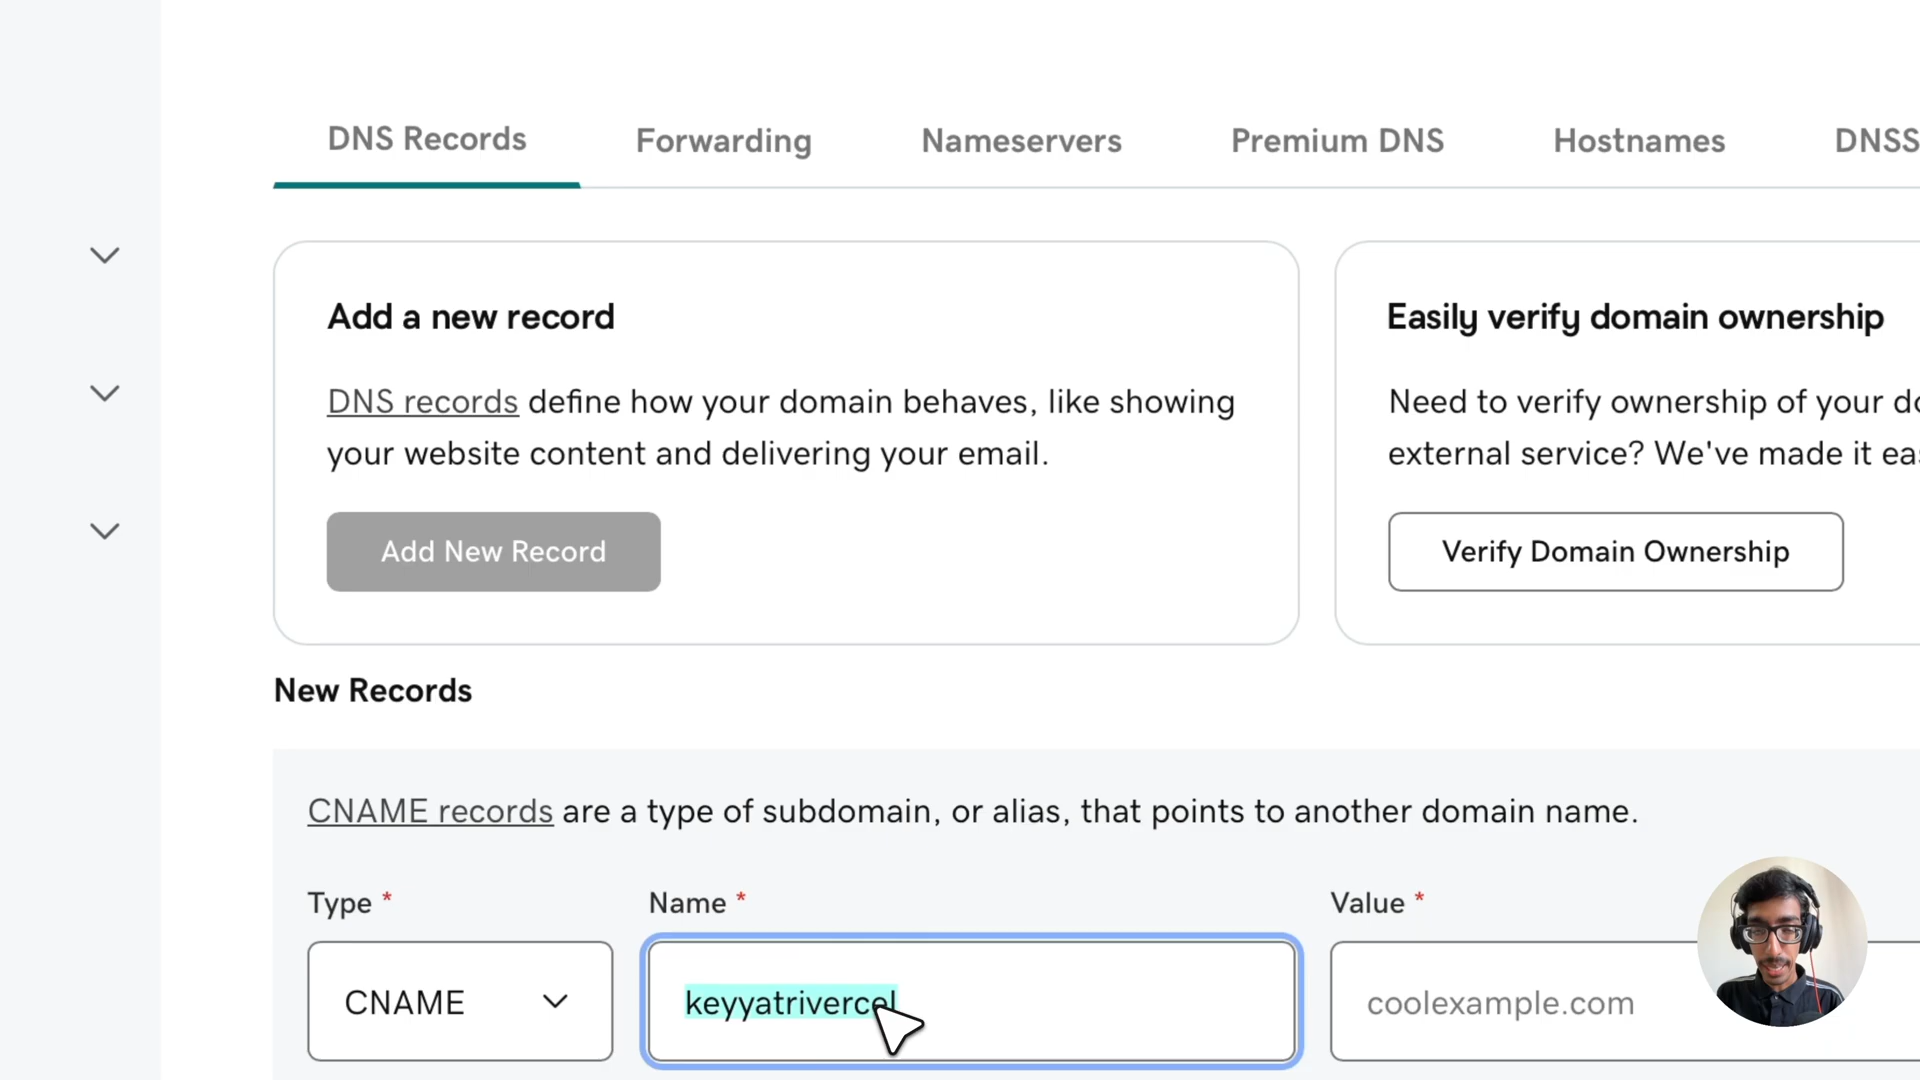 DNS Records
Forwarding
Nameservers
Premium DNS
Hostnames
DNSS
Add a new record
DNS records define how your domain behaves, like showing
your website content and delivering your email.
Add New Record
Easily verify domain ownership
Need to verify ownership of your do
external service? We've made it eas
Verify Domain Ownership
New Records
CNAME records are a type of subdomain, or alias, that points to another domain name.
Type *
Name *
Value *
CNAME
keyyatrivercel
coolexample.com